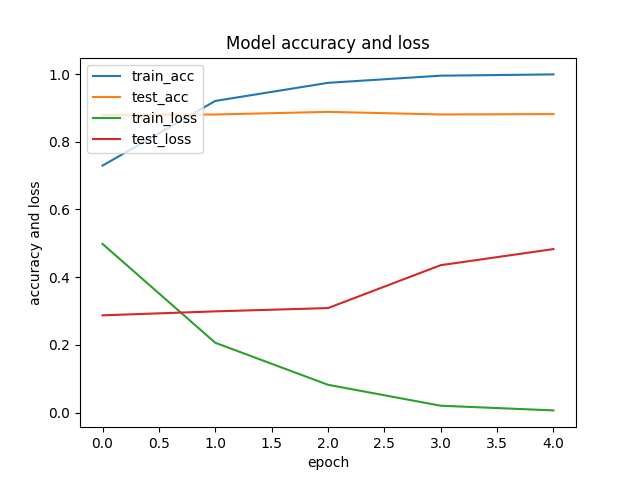 Model accuracy and loss
train_acc
test_acc
train_loss
test_loss
accuracy and loss
1.0
0.8
0.6
0.4
0.2
0.0
0.0 0.5 1.0 1.5 2.0 2.5 3.0 3.5 4.0
epoch